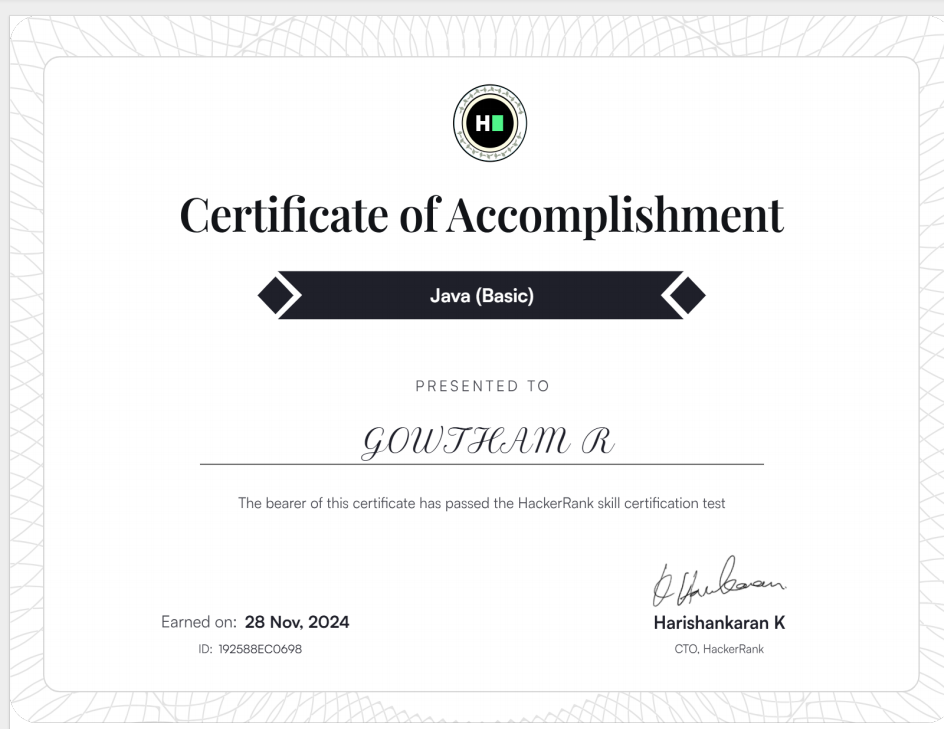 H
Certificate of Accomplishment
Java (Basic)
PRESENTED TO
GOWTHAM R
The bearer of this certificate has passed the HackerRank skill certification test
Earned on: 28 Nov, 2024
ID: 192588EC0698
Harishankaran K
CTO, HackerRank